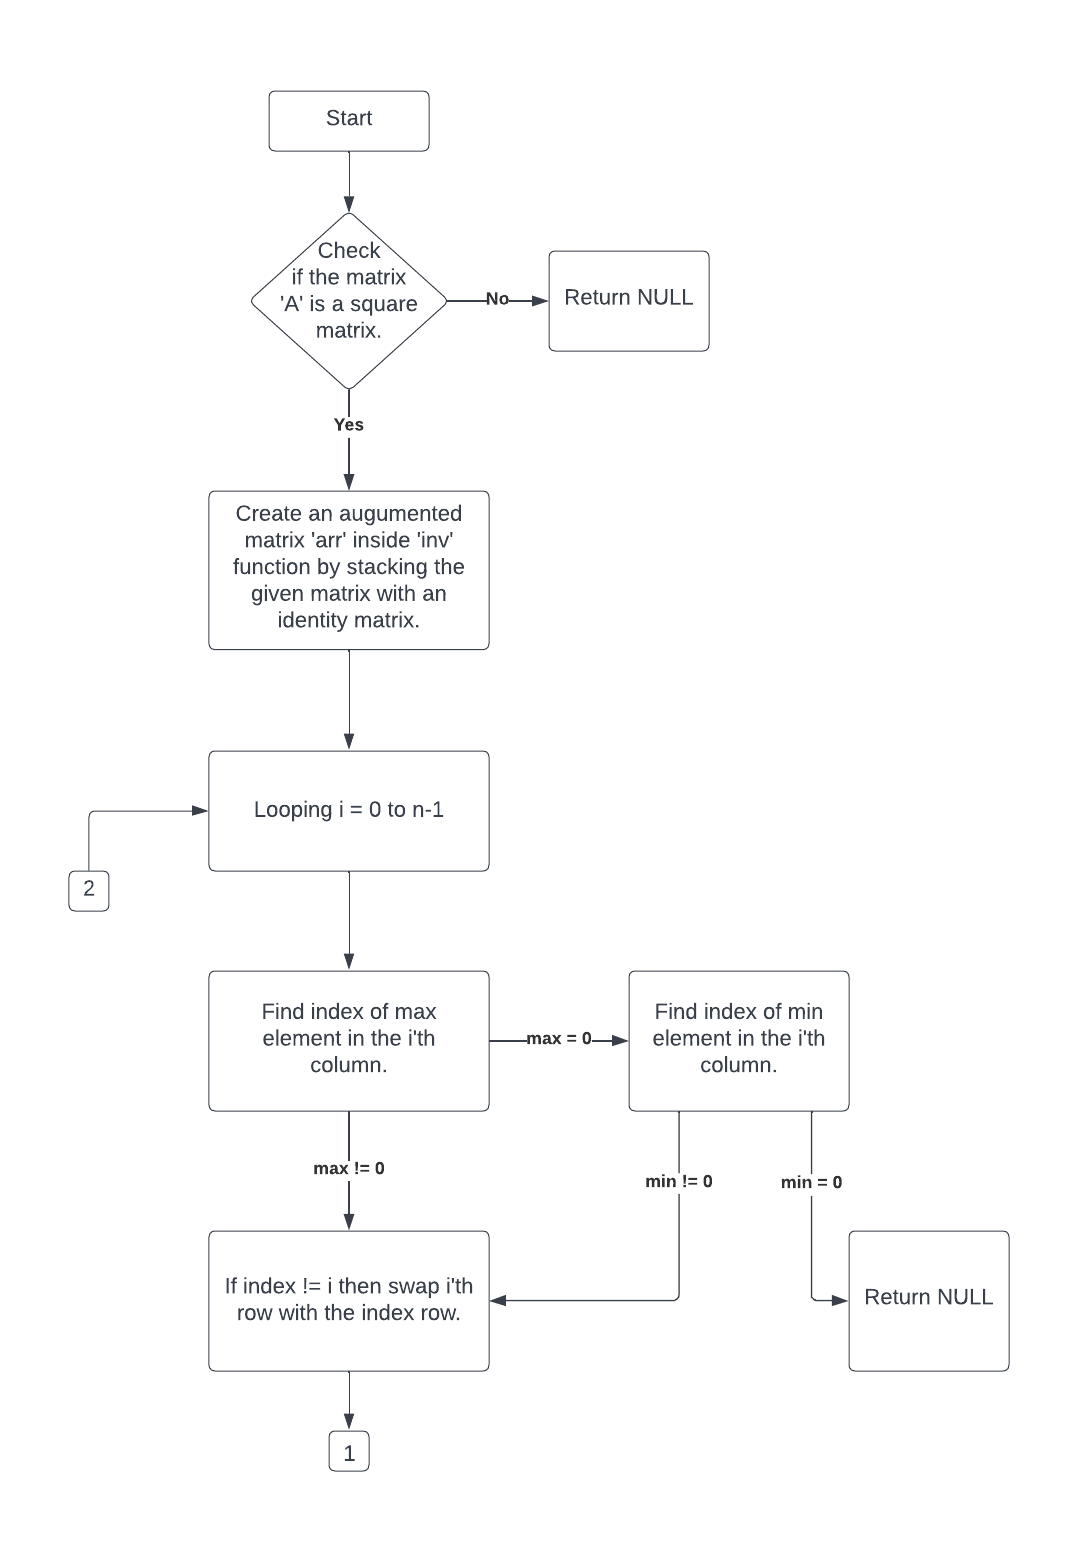 Start
Check
if the matrix
'A' is a square
matrix.
No
Return NULL
Yes
Create an augumented
matrix 'arr' inside 'inv'
function by stacking the
given matrix with an
identity matrix.
Looping i = 0 to n-1
2
Find index of max
element in the i'th
column.
max = 0
Find index of min
element in the i'th
column.
max != 0
min != 0
min = 0
If index != i then swap i'th
row with the index row.
Return NULL
1